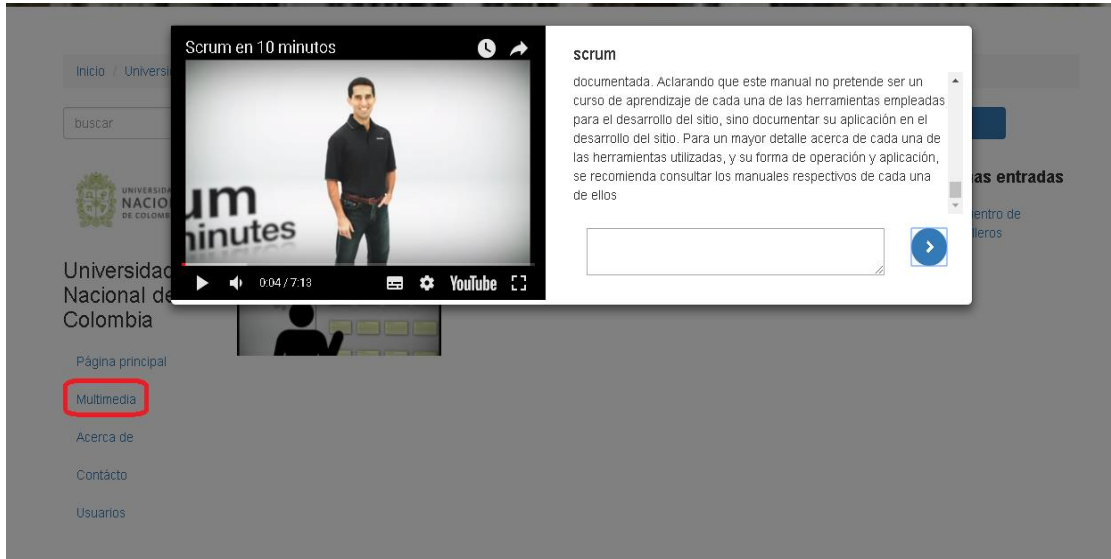 Scrum en 10 minutos
scrum
documentada. Aclarando que este manual no pretende ser un
curso de aprendizaje de cada una de las herramientas empleadas
para el desarrollo del sitio, sino documentar su aplicación en el
desarrollo del sitio. Para un mayor detalle acerca de cada una de
las herramientas utilizadas, y su forma de operación y aplicación,
se recomienda consultar los manuales respectivos de cada una
de ellos
um
minutes
0:04 / 7:13
YouTube
Inicio / Universi
buscar
UNIVERSIDA
NACIO
DE COLOMB
Universidad
Nacional de
Colombia
Página principal
Multimedia
Acerca de
Contácto
Usuarios
as entradas
entro de
lleros